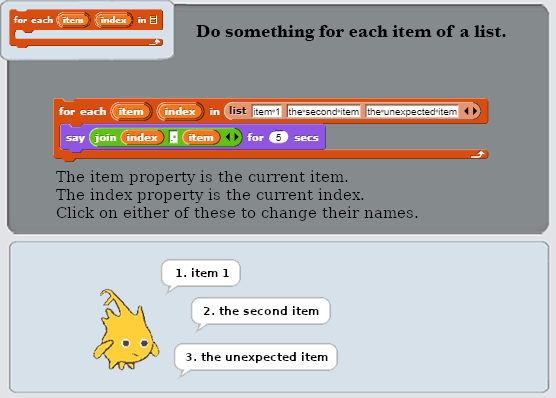 for each item index in
Do something for each item of a list.
for each item index in list item 1 the second item the unexpected item
say join index . item for 5 secs
The item property is the current item.
The index property is the current index.
Click on either of these to change their names.
1. item 1
2. the second item
3. the unexpected item